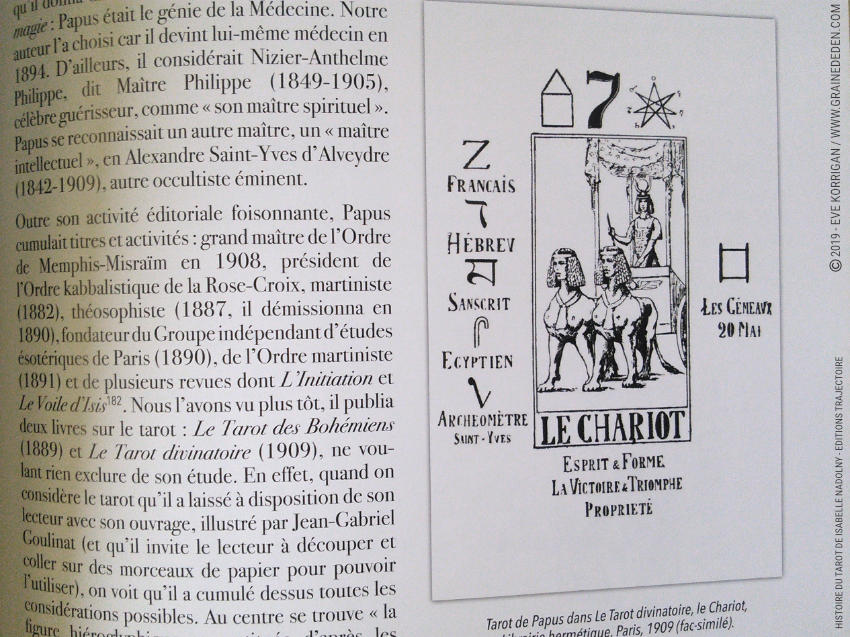 qu'il donna
magie : Papus était le génie de la Médecine. Notre
auteur l'a choisi car il devint lui-même médecin en
1894. D'ailleurs, il considérait Nizier-Anthelme
Philippe, dit Maître Philippe (1849-1905),
célèbre guérisseur, comme « son maître spirituel ».
Papus se reconnaissait un autre maître, un « maître
intellectuel », en Alexandre Saint-Yves d'Alveydre
(1842-1909), autre occultiste éminent.
Outre son activité éditoriale foisonnante, Papus
cumulait titres et activités : grand maître de l'Ordre
de Memphis-Misraïm en 1908, président de
l'Ordre kabbalistique de la Rose-Croix, martiniste
(1882), théosophiste (1887, il démissionna en
1890), fondateur du Groupe indépendant d'études
ésotériques de Paris (1890), de l'Ordre martiniste
(1891) et de plusieurs revues dont L'Initiation et
Le Voile d'Isis182. Nous l'avons vu plus tôt, il publia
deux livres sur le tarot : Le Tarot des Bohémiens
(1889) et Le Tarot divinatoire (1909), ne vou-
lant rien exclure de son étude. En effet, quand on
considère le tarot qu'il a laissé à disposition de son
lecteur avec son ouvrage, illustré par Jean-Gabriel
Goulinat (et qu'il invite le lecteur à découper et
coller sur des morceaux de papier pour pouvoir
l'utiliser), on voit qu'il a cumulé dessus toutes les
considérations possibles. Au centre se trouve « la
figure
7
Z
FRANCAIS
HÉBREV
SANSCRIT
EGYPTIEN
ARCHEOMÈTRE
SAINT-YVES
LES GÉMEAUX
20 MAI
LE CHARIOT
ESPRIT & FORME
LA VICTOIRE & TRIOMPHE
PROPRIETÉ
Tarot de Papus dans Le Tarot divinatoire, le Chariot,
Librairie hermétique, Paris, 1909 (fac-similé).
© 2019 - EVE KORRIGAN / WWW.GRAINEDEDEN.COM
HISTOIRE DU TAROT DE ISABELLE NADOLNY - EDITIONS TRAJECTOIRE